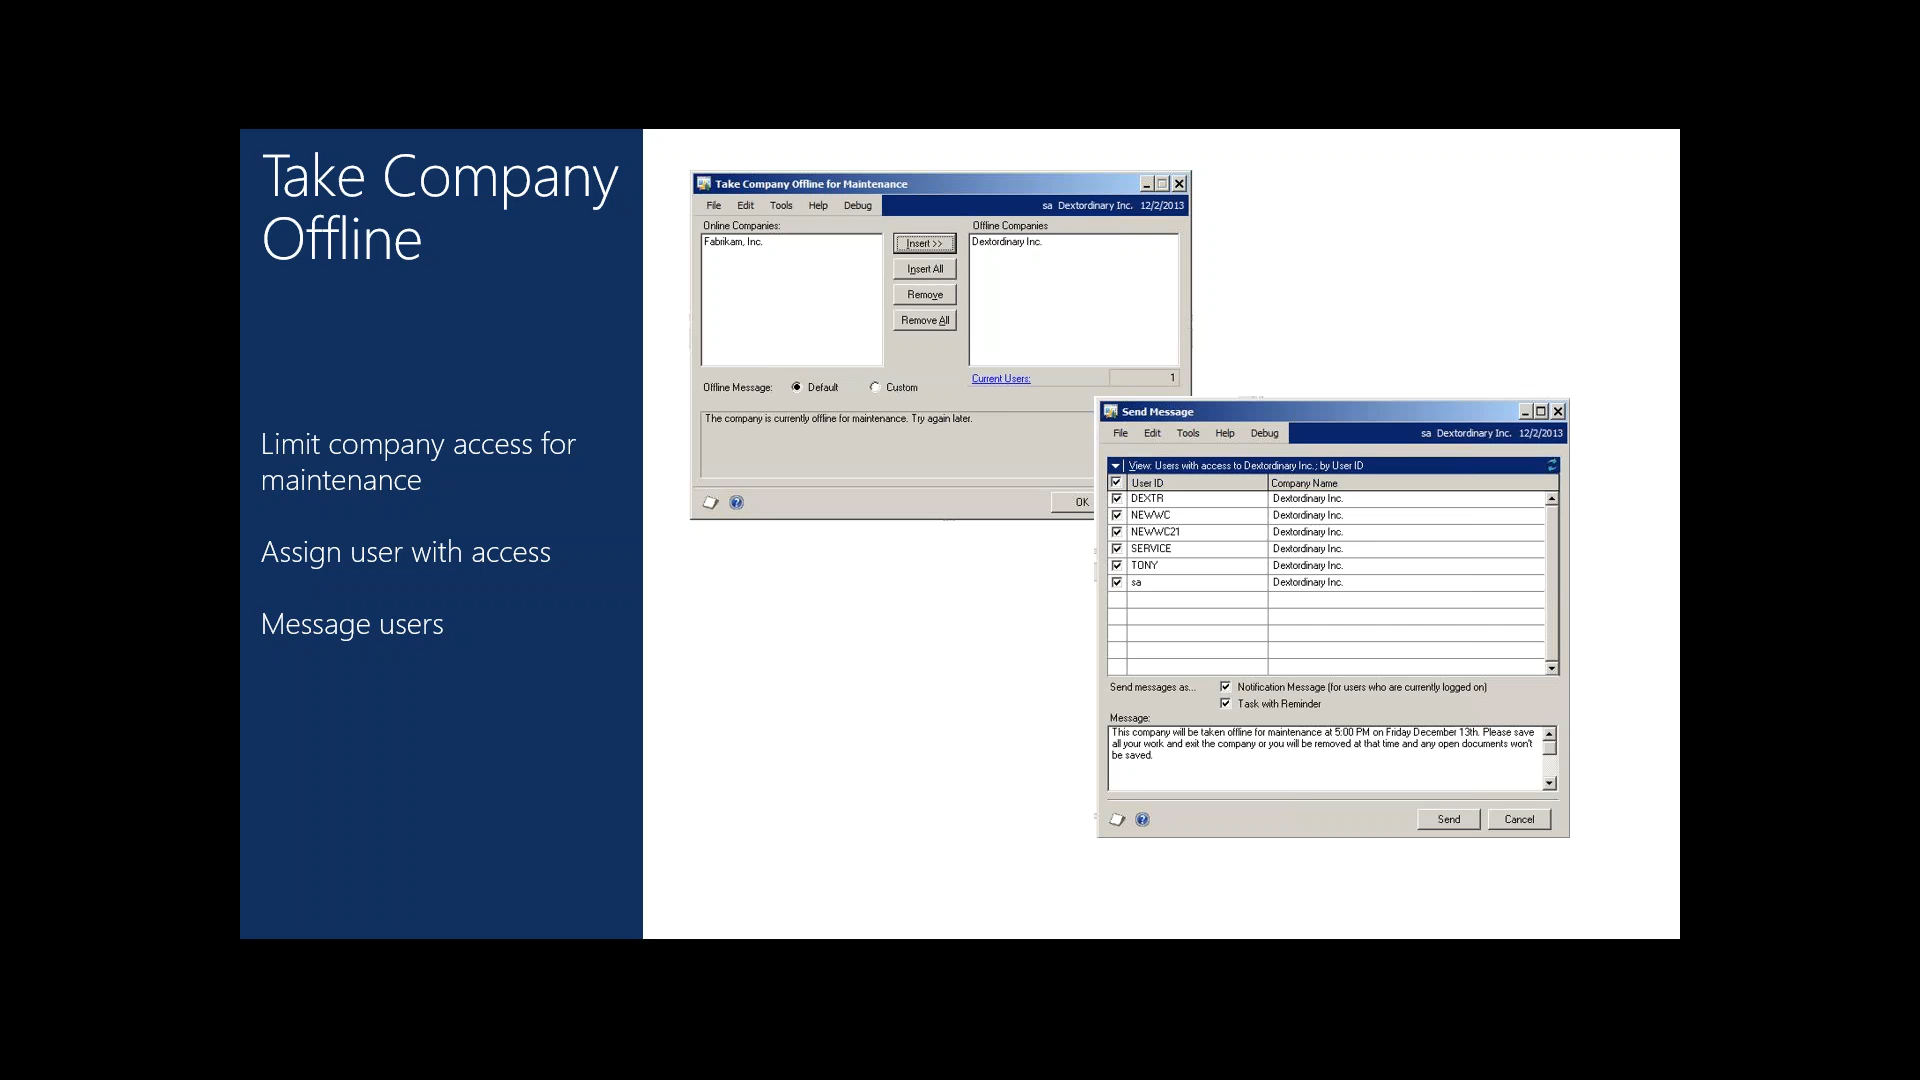 Take Company
Offline
Limit company access for
maintenance
Assign user with access
Message users
Take Company Offline for Maintenance
File Edit Tools Help Debug sa Dextordinary Inc. 12/2/2013
Online Companies: Offline Companies
Fabrikam, Inc. Insert >> Dextordinary Inc.
Insert All
Remove
Remove All
Current Users: 1
Offline Message: Default Custom
The company is currently offline for maintenance. Try again later.
OK
Send Message
File Edit Tools Help Debug sa Dextordinary Inc. 12/2/2013
View: Users with access to Dextordinary Inc.; by User ID
User ID Company Name
DEXTR Dextordinary Inc.
NEWWC Dextordinary Inc.
NEWWC21 Dextordinary Inc.
SERVICE Dextordinary Inc.
TONY Dextordinary Inc.
sa Dextordinary Inc.
Send messages as... Notification Message (for users who are currently logged on)
Task with Reminder
Message:
This company will be taken offline for maintenance at 5:00 PM on Friday December 13th. Please save
all your work and exit the company or you will be removed at that time and any open documents won't
be saved.
Send Cancel